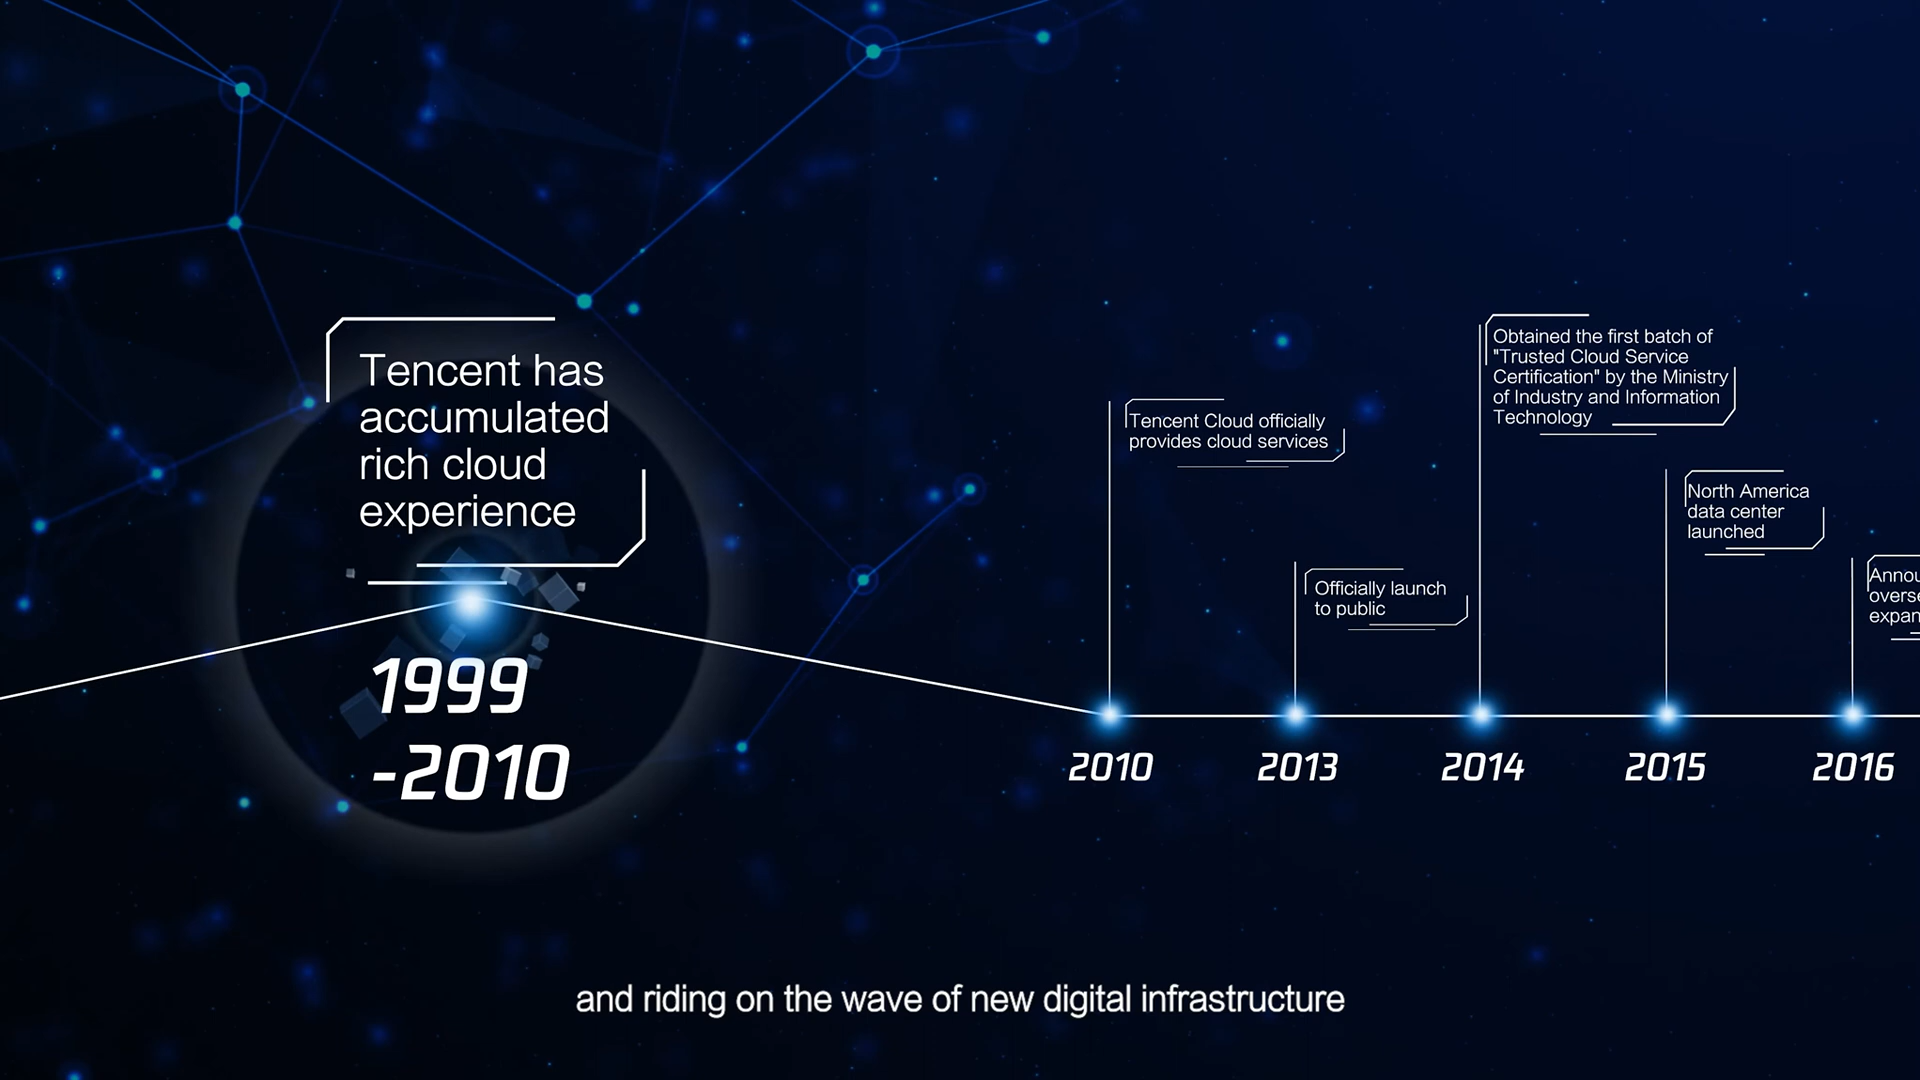 Tencent has
accumulated
rich cloud
experience
1999
-2010
Tencent Cloud officially
provides cloud services
2010
Officially launch
to public
2013
Obtained the first batch of
"Trusted Cloud Service
Certification" by the Ministry
of Industry and Information
Technology
2014
North America
data center
launched
2015
2016
and riding on the wave of new digital infrastructure